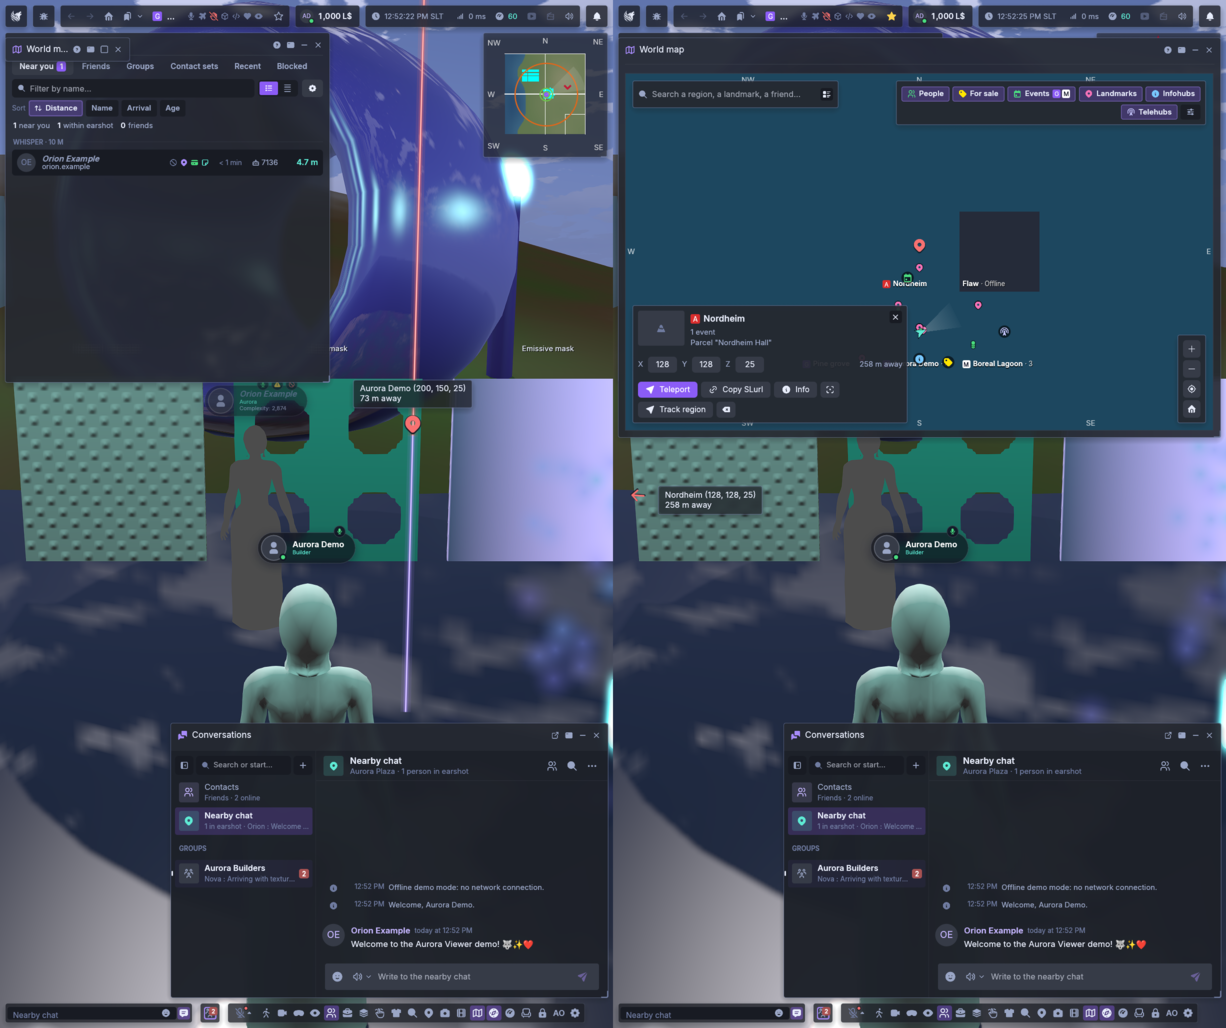 G ...
AD 1,000 L$
12:52:22 PM SLT
0 ms
60
World m...
Near you 1
Friends
Groups
Contact sets
Recent
Blocked
Filter by name...
Sort
Distance
Name
Arrival
Age
1 near you 1 within earshot 0 friends
WHISPER · 10 M
OE
Orion Example
orion.example
< 1 min
7136
4.7 m
NW
N
NE
W
E
SW
S
SE
mask
Emissive mask
Orion Example
Aurora
Complexity: 2,874
Aurora Demo (200, 150, 25)
73 m away
Aurora Demo
Builder
Conversations
Search or start...
Contacts
Friends · 2 online
Nearby chat
1 in earshot · Orion : Welcome ...
GROUPS
Aurora Builders
Nova : Arriving with textur...
2
Nearby chat
Aurora Plaza · 1 person in earshot
12:52 PM Offline demo mode: no network connection.
12:52 PM Welcome, Aurora Demo.
OE
Orion Example today at 12:52 PM
Welcome to the Aurora Viewer demo! 🐺✨❤️
Write to the nearby chat
Nearby chat
2
AO
G ...
AD 1,000 L$
12:52:25 PM SLT
0 ms
60
World map
NW
N
NE
Search a region, a landmark, a friend...
People
For sale
Events G M
Landmarks
Infohubs
Telehubs
W
E
A Nordheim
Flaw · Offline
A Nordheim
1 event
Parcel "Nordheim Hall"
X 128 Y 128 Z 25
258 m away
Teleport
Copy SLurl
Info
Track region
Demo
M Boreal Lagoon · 3
SW
S
SE
Nordheim (128, 128, 25)
258 m away
Aurora Demo
Builder
Conversations
Search or start...
Contacts
Friends · 2 online
Nearby chat
1 in earshot · Orion : Welcome ...
GROUPS
Aurora Builders
Nova : Arriving with textur...
2
Nearby chat
Aurora Plaza · 1 person in earshot
12:52 PM Offline demo mode: no network connection.
12:52 PM Welcome, Aurora Demo.
OE
Orion Example today at 12:52 PM
Welcome to the Aurora Viewer demo! 🐺✨❤️
Write to the nearby chat
Nearby chat
2
AO